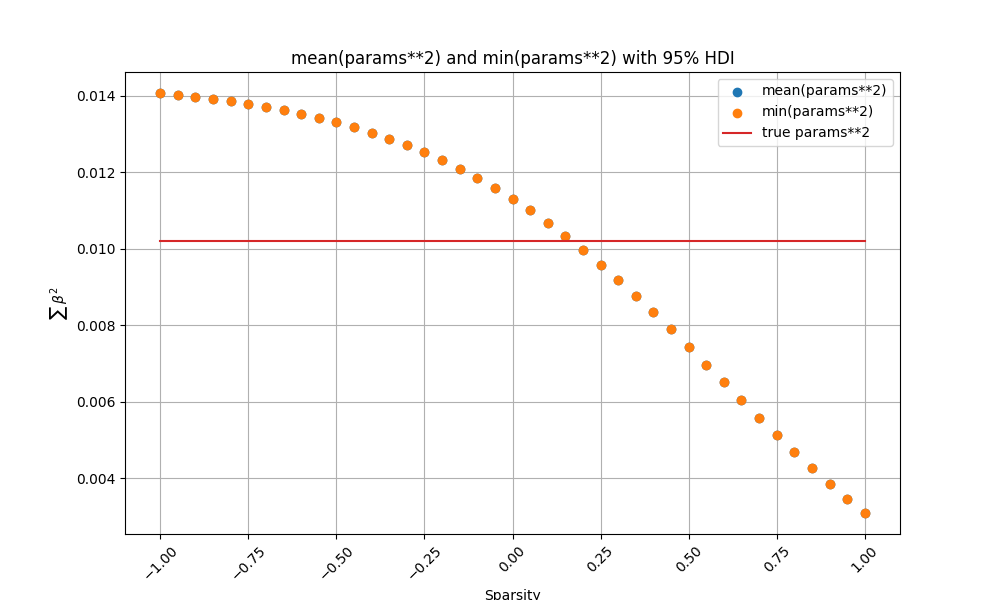 mean(params**2) and min(params**2) with 95% HDI
mean(params**2)
min(params**2)
true params**2
0.014
0.012
0.010
0.008
0.006
0.004
∑ β²
−1.00
−0.75
−0.50
−0.25
0.00
0.25
0.50
0.75
1.00
Sparsity